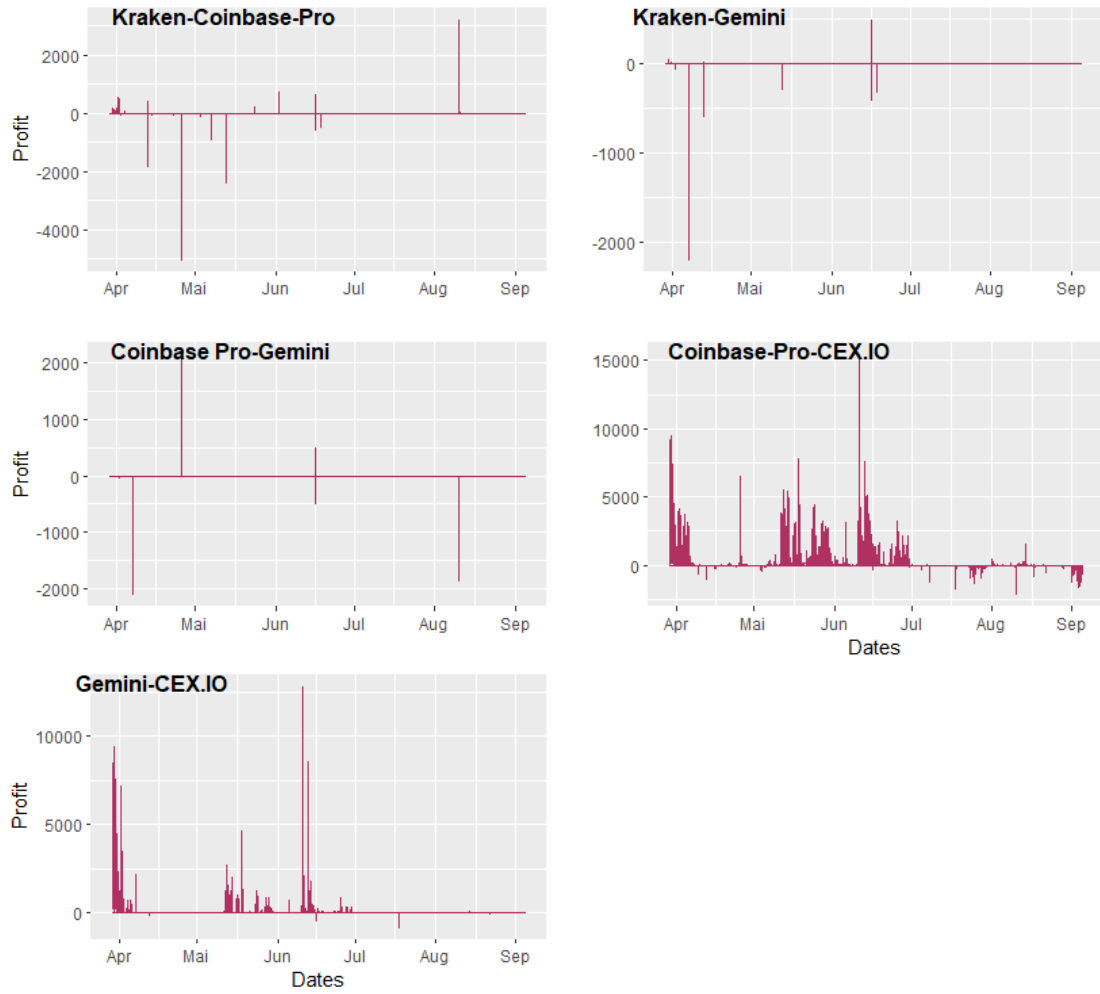 Kraken-Coinbase-Pro
Profit
2000
0
-2000
-4000
Apr Mai Jun Jul Aug Sep
Kraken-Gemini
0
-1000
-2000
Apr Mai Jun Jul Aug Sep
Coinbase Pro-Gemini
Profit
2000
1000
0
-1000
-2000
Apr Mai Jun Jul Aug Sep
Coinbase-Pro-CEX.IO
15000
10000
5000
0
Apr Mai Jun Jul Aug Sep
Dates
Gemini-CEX.IO
Profit
10000
5000
0
Apr Mai Jun Jul Aug Sep
Dates